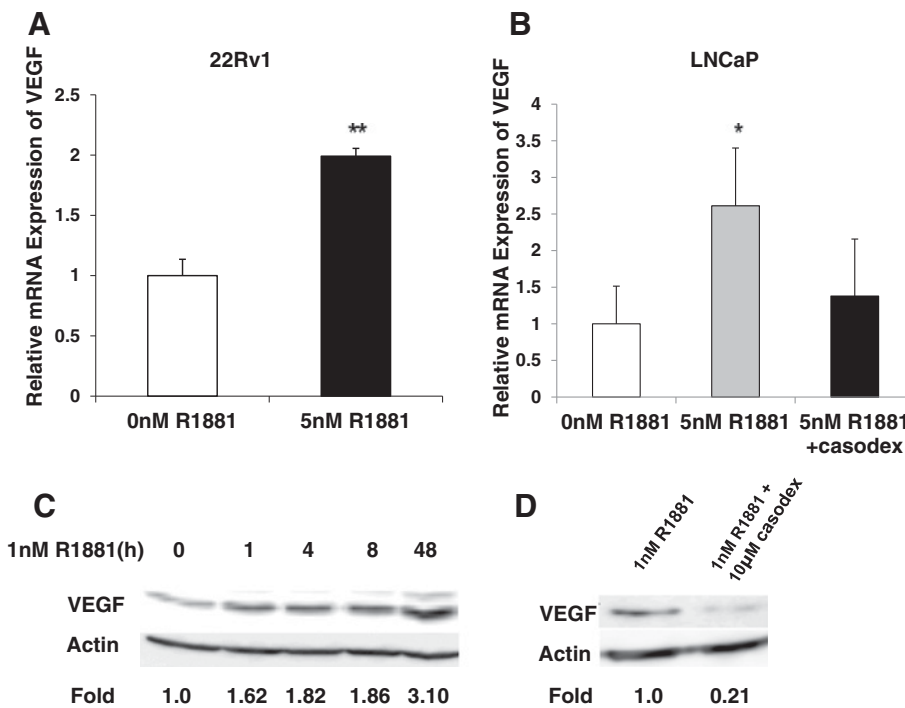 A
22Rv1
Relative mRNA Expression of VEGF
2.5
2
1.5
1
0.5
0
**
0nM R1881
5nM R1881
B
LNCaP
Relative mRNA Expression of VEGF
4
3.5
3
2.5
2
1.5
1
0.5
0
*
0nM R1881
5nM R1881
5nM R1881
+casodex
C
1nM R1881(h) 0 1 4 8 48
VEGF
Actin
Fold 1.0 1.62 1.82 1.86 3.10
D
1nM R1881
1nM R1881 +
10µM casodex
VEGF
Actin
Fold 1.0 0.21